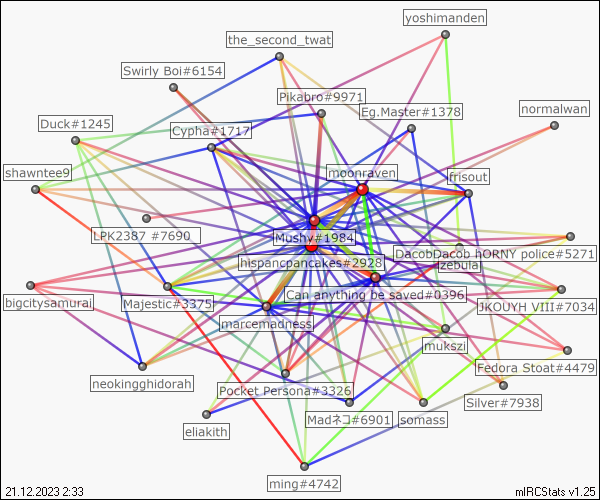 yoshimanden
the_second_twat
Swirly Boi#6154
Pikabro#9971
Eg.Master#1378
normalwan
Duck#1245
Cypha#1717
shawntee9
moonraven
frisout
LPK2387 #7690
Mushy#1984
hispancpancakes#2928
DacobDacob hORNY police#5271
zebula
Can anything be saved#0396
bigcitysamurai
Majestic#3375
JKOUYH VIII#7034
marcemadness
mukszi
Fedora Stoat#4479
neokingghidorah
Pocket Persona#3326
Silver#7938
Madネコ#6901
somass
eliakith
ming#4742
21.12.2023 2:33
mIRCStats v1.25